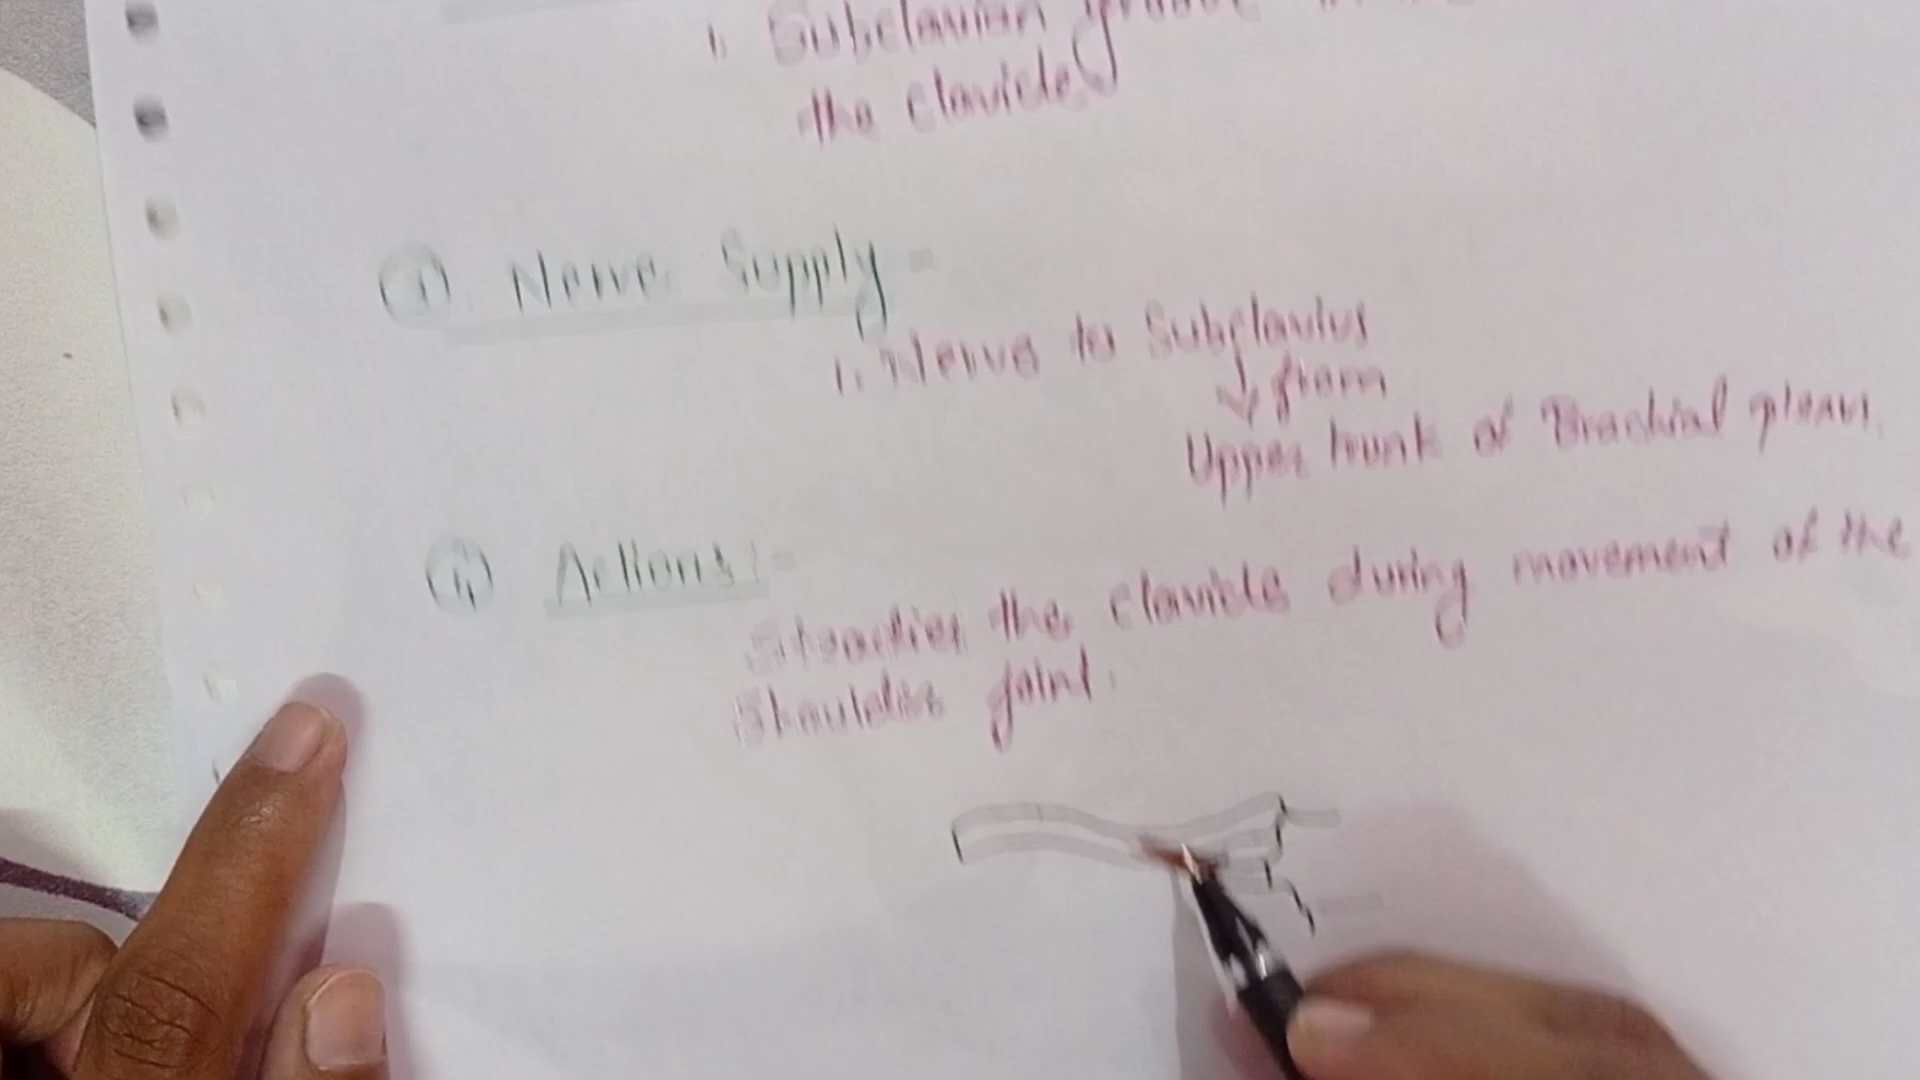 1. Subclavian groove
the clavicle
Nerve Supply -
1. Nerve to Subclavius
from
Upper trunk of Brachial plexus.
Actions:-
Steadies the clavicle during movement of the
Shoulder joint.